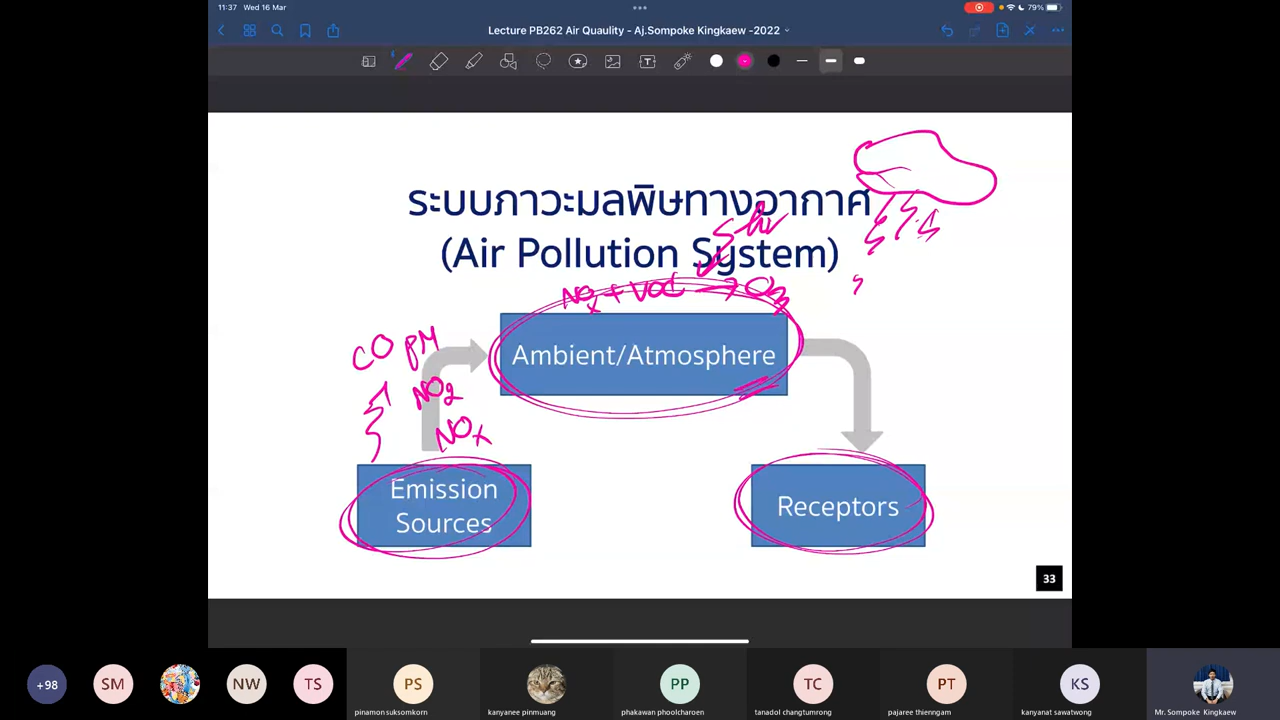 11:37 Wed 16 Mar
79%
Lecture PB262 Air Quaulity - Aj.Sompoke Kingkaew -2022
T
ระบบภาวะมลพิษทางอากาศ
(Air Pollution System)
hv
NOx + VOC → O3
Ambient/Atmosphere
CO PM
NO2
NOx
Emission
Sources
Receptors
33
+98
SM
NW
TS
PS
PP
TC
PT
KS
pinamon suksomkorn
kanyanee pinmuang
phakawan phoolcharoen
tanadol changtumrong
pajaree thienngam
kanyanat sawatwong
Mr. Sompoke Kingkaew